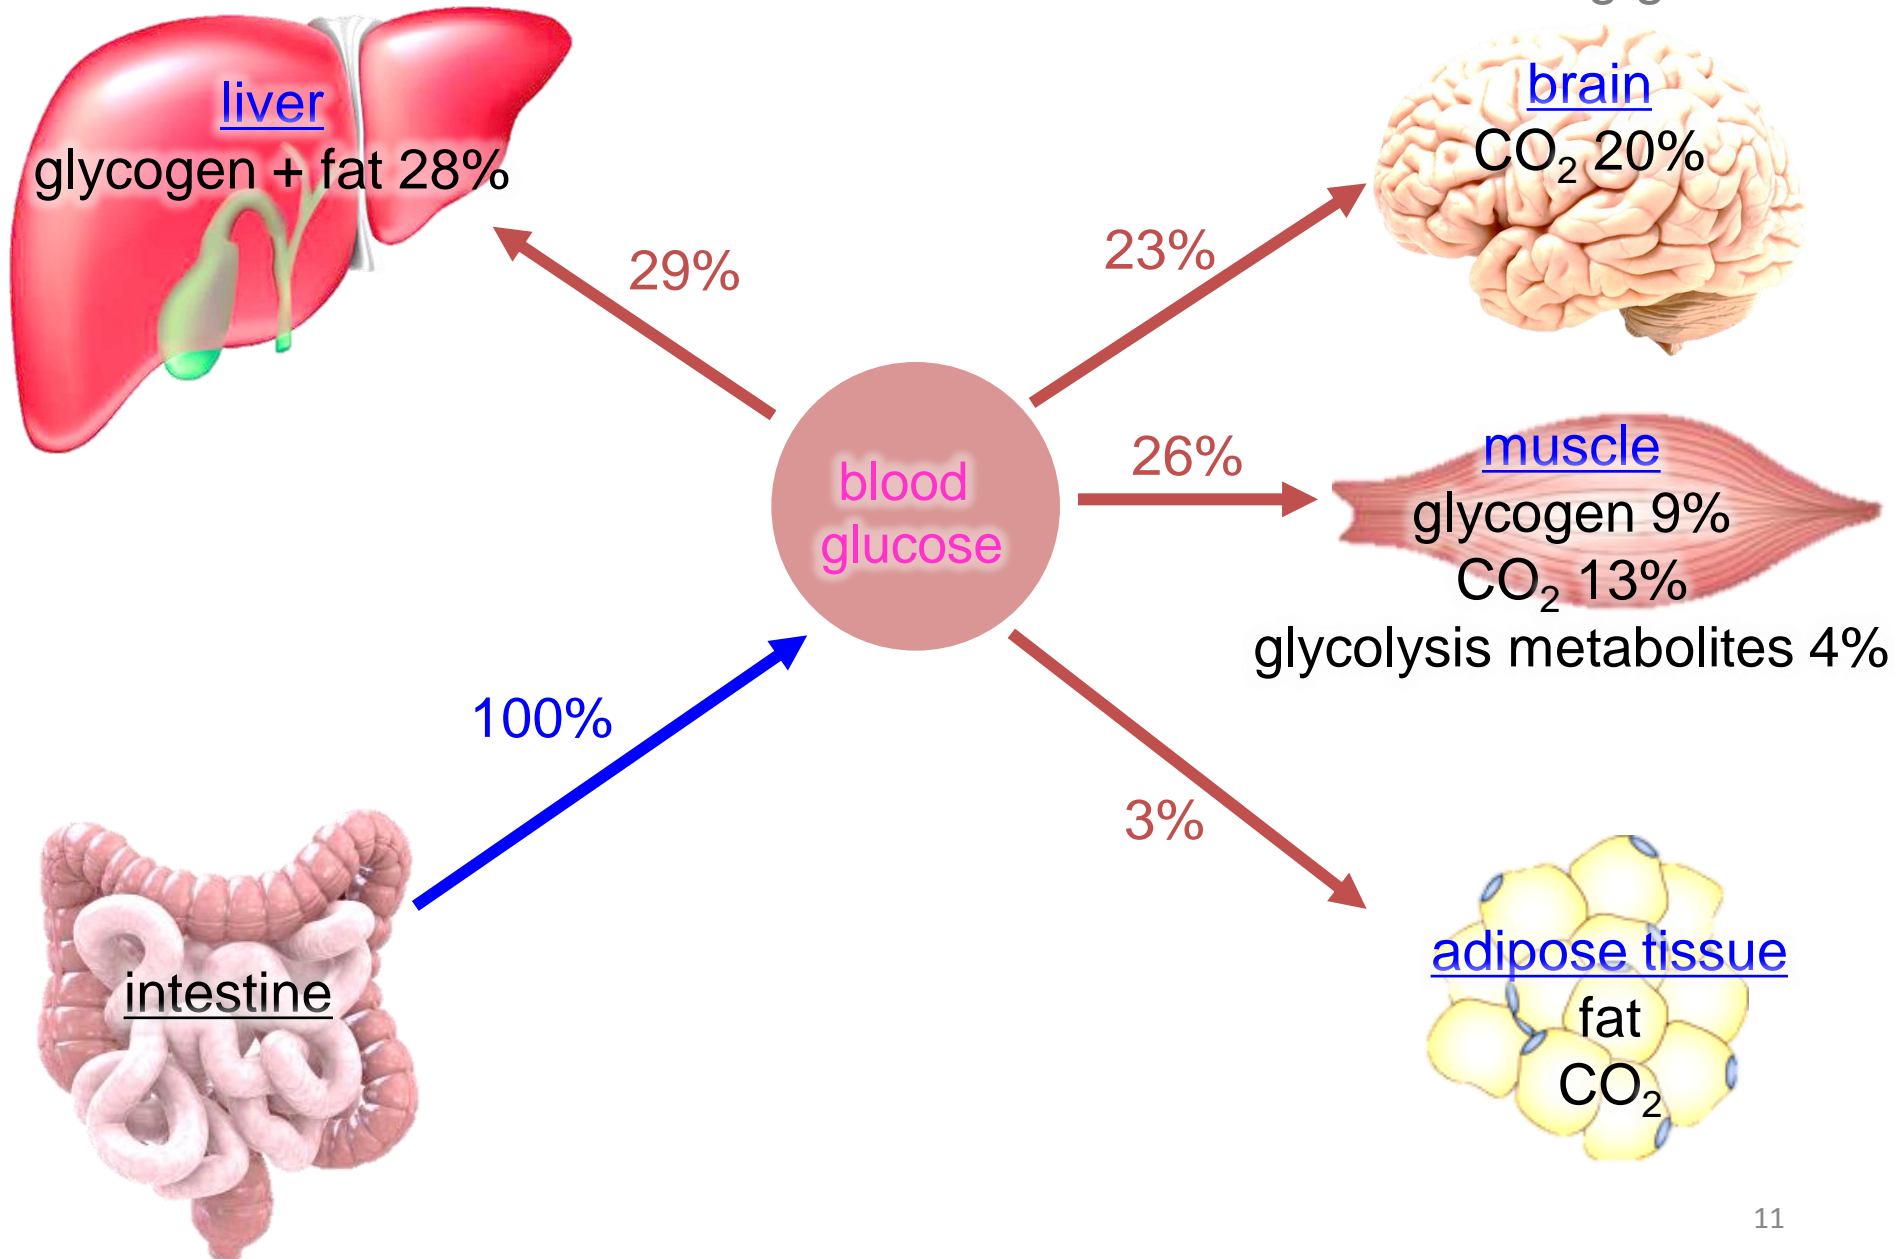 liver
glycogen + fat 28%
29%
brain
CO₂ 20%
23%
blood
glucose
26%
muscle
glycogen 9%
CO₂ 13%
glycolysis metabolites 4%
100%
3%
intestine
adipose tissue
fat
CO₂
11